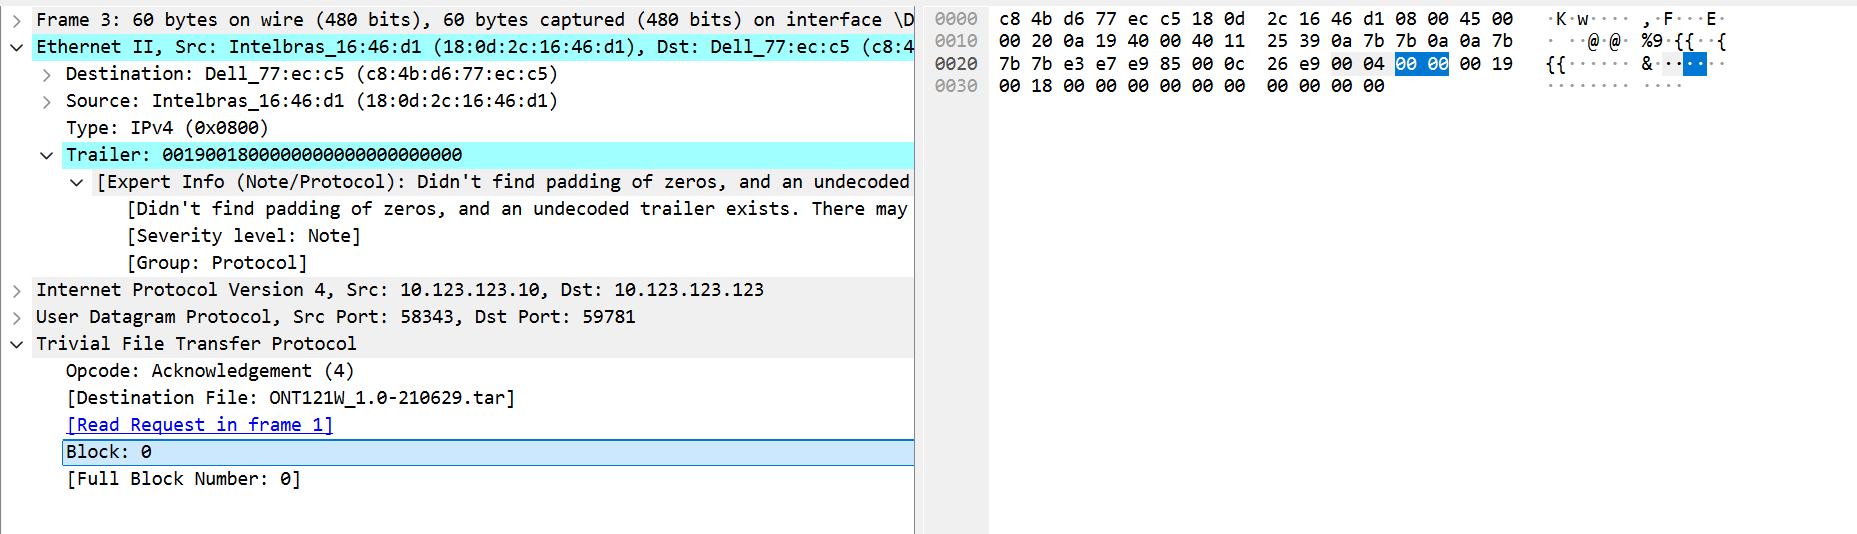 Frame 3: 60 bytes on wire (480 bits), 60 bytes captured (480 bits) on interface \D
Ethernet II, Src: Intelbras_16:46:d1 (18:0d:2c:16:46:d1), Dst: Dell_77:ec:c5 (c8:4
Destination: Dell_77:ec:c5 (c8:4b:d6:77:ec:c5)
Source: Intelbras_16:46:d1 (18:0d:2c:16:46:d1)
Type: IPv4 (0x0800)
Trailer: 0019001800000000000000000000
[Expert Info (Note/Protocol): Didn't find padding of zeros, and an undecoded
[Didn't find padding of zeros, and an undecoded trailer exists. There may
[Severity level: Note]
[Group: Protocol]
Internet Protocol Version 4, Src: 10.123.123.10, Dst: 10.123.123.123
User Datagram Protocol, Src Port: 58343, Dst Port: 59781
Trivial File Transfer Protocol
Opcode: Acknowledgement (4)
[Destination File: ONT121W_1.0-210629.tar]
[Read Request in frame 1]
Block: 0
[Full Block Number: 0]
0000 c8 4b d6 77 ec c5 18 0d 2c 16 46 d1 08 00 45 00 ·K·w···· ,·F···E·
0010 00 20 0a 19 40 00 40 11 25 39 0a 7b 7b 0a 0a 7b · ··@·@· %9·{{··{
0020 7b 7b e3 e7 e9 85 00 0c 26 e9 00 04 00 00 00 19 {{······ &·······
0030 00 18 00 00 00 00 00 00 00 00 00 00 ········ ····